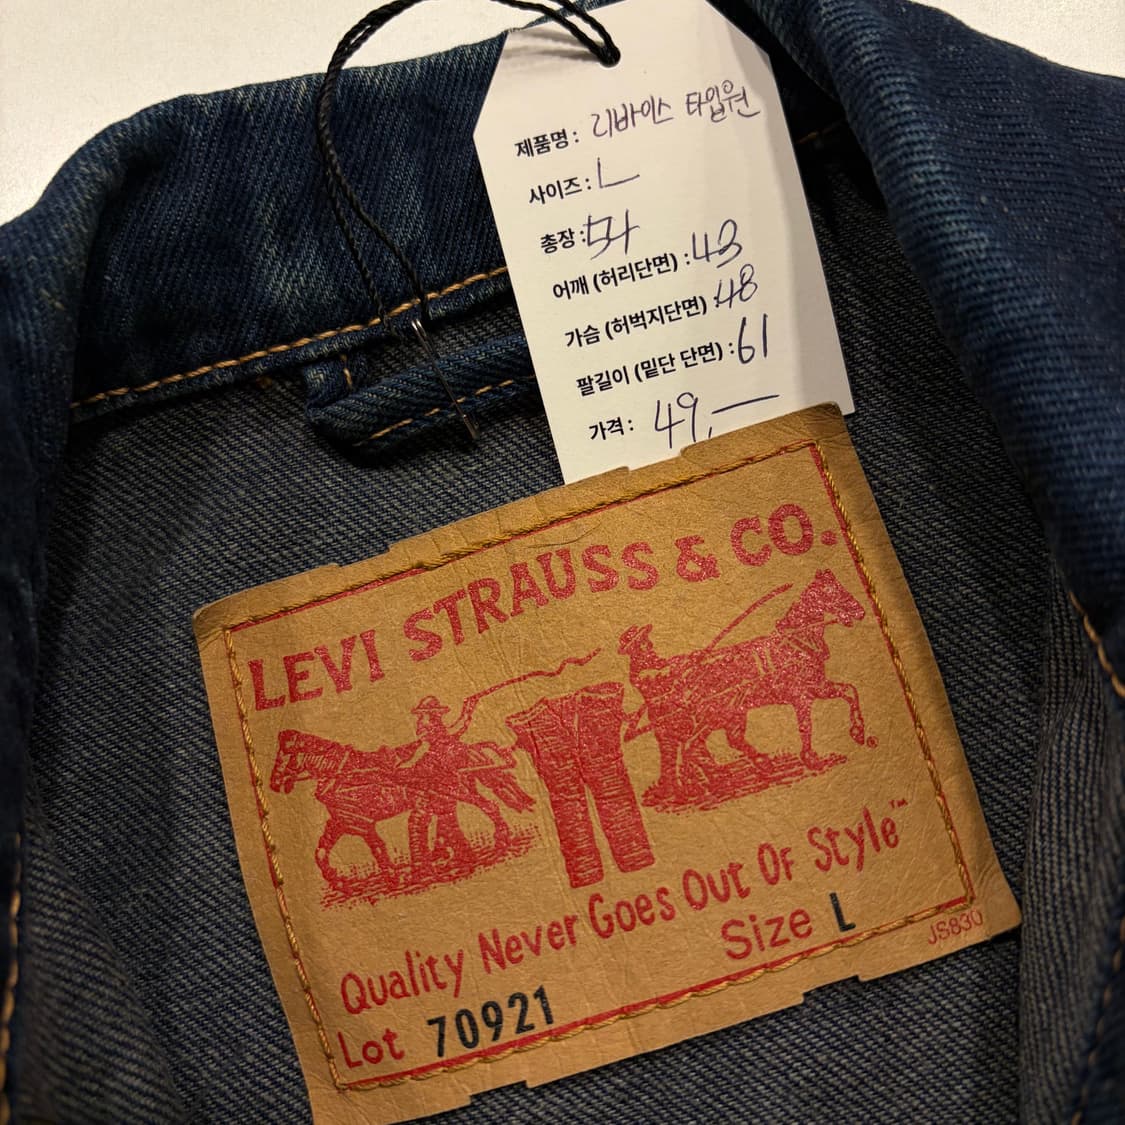 제품명 : 리바이스 타입원
사이즈 : L
총장 : 54
어깨 (허리단면) : 43
가슴 (허벅지단면) : 48
팔길이 (밑단 단면) : 61
가격 : 49,—
LEVI STRAUSS & CO.
®
Quality Never Goes Out Of Style™
Size L
JS830
Lot 70921